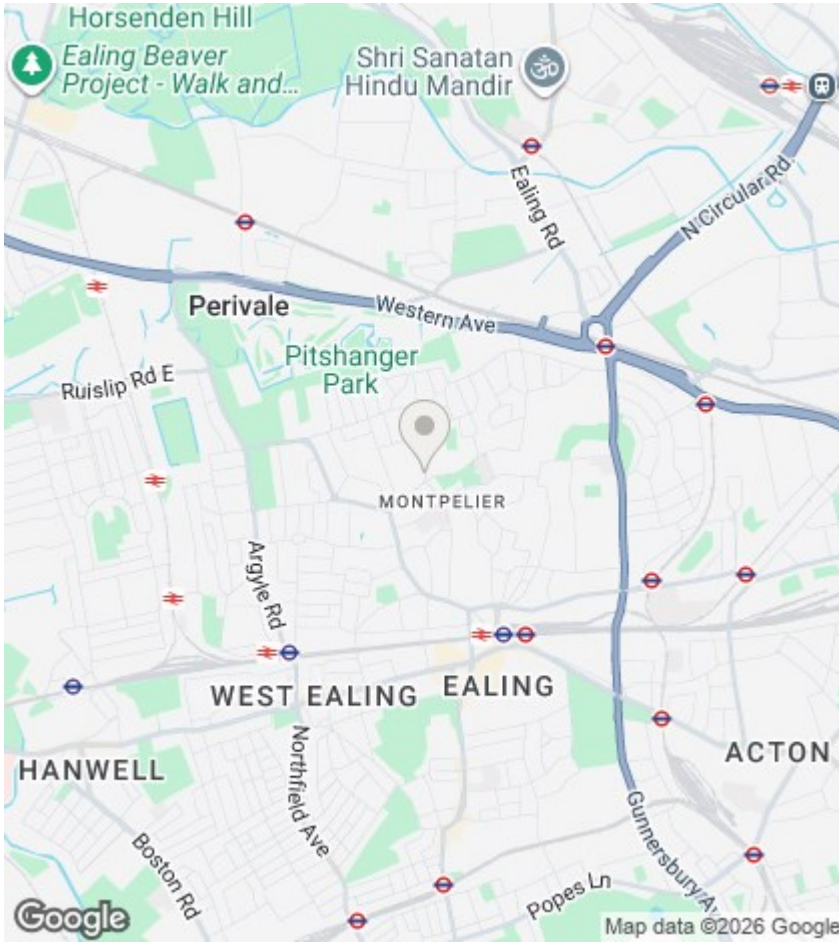 Horsenden Hill
Ealing Beaver
Project - Walk and...
Shri Sanatan
Hindu Mandir
ॐ
Ealing Rd
N Circular Rd
Perivale
Western Ave
Pitshanger
Park
Ruislip Rd E
MONTPELIER
Argyle Rd
WEST EALING
EALING
HANWELL
Northfield Ave
ACTON
Boston Rd
Gunnersbury Av
Popes Ln
Google
Map data ©2026 Google